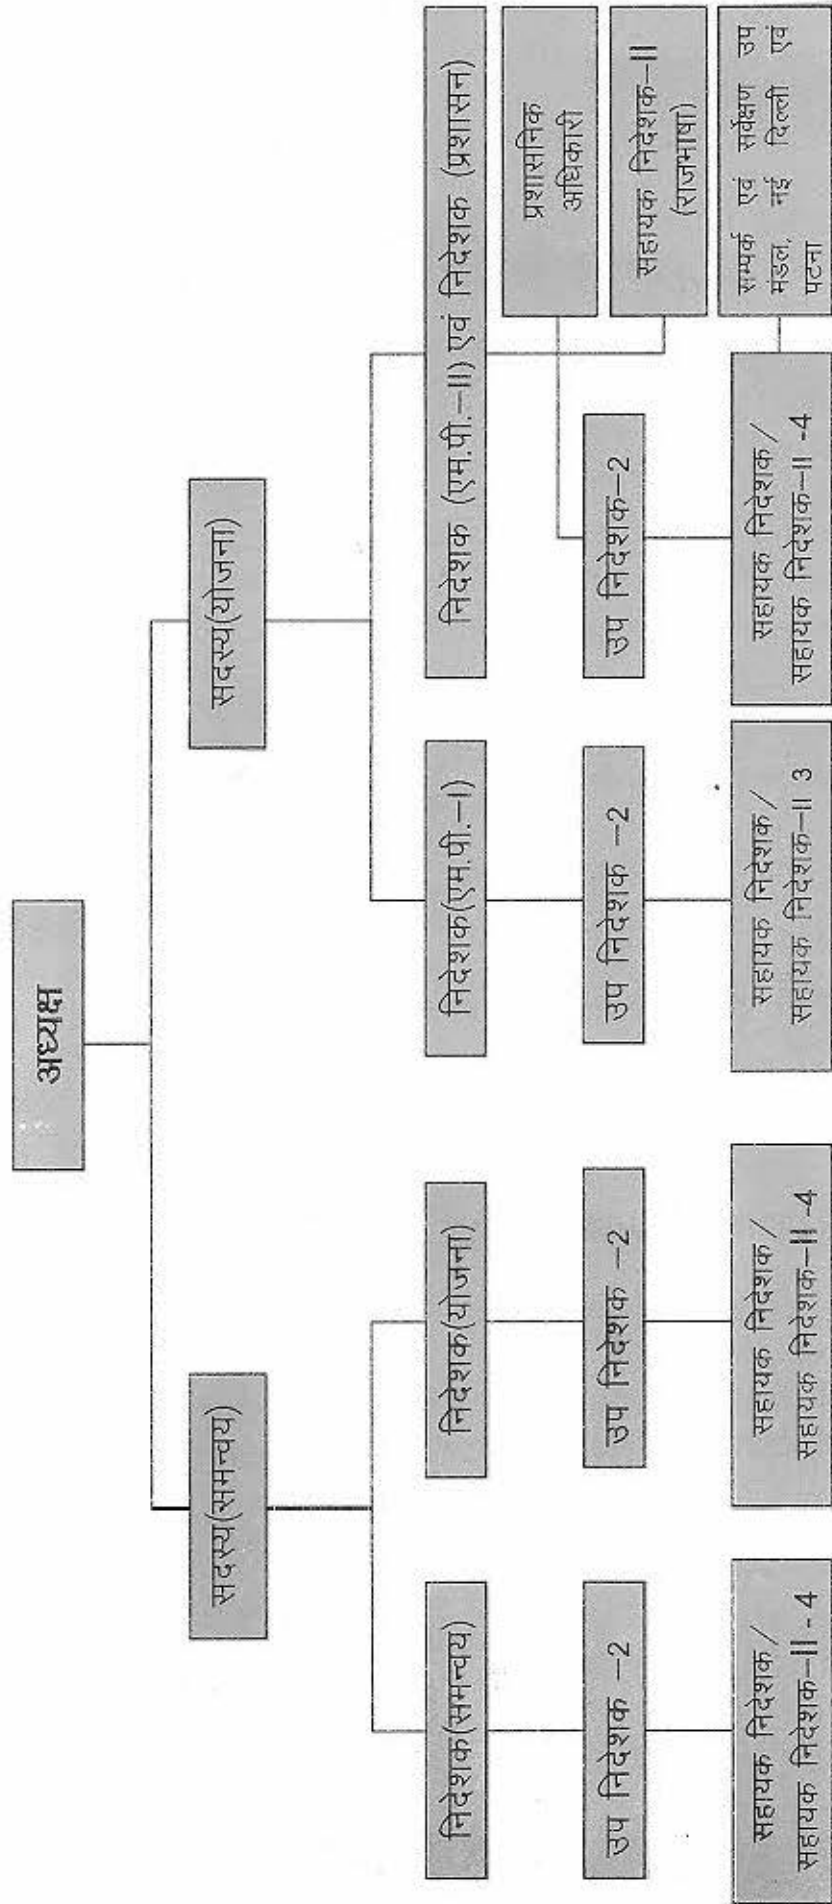 अध्यक्ष
सदस्य(समन्वय)
सदस्य(योजना)
निदेशक(समन्वय)
निदेशक(योजना)
निदेशक(एम.पी.–I)
निदेशक (एम.पी.–II) एवं निदेशक (प्रशासन)
उप निदेशक –2
उप निदेशक –2
उप निदेशक –2
उप निदेशक–2
प्रशासनिक
अधिकारी
सहायक निदेशक–II
(राजभाषा)
सहायक निदेशक/
सहायक निदेशक–II - 4
सहायक निदेशक/
सहायक निदेशक–II -4
सहायक निदेशक/
सहायक निदेशक–II 3
सहायक निदेशक/
सहायक निदेशक–II -4
सम्पर्क एवं सर्वेक्षण उप
मंडल, नई दिल्ली एवं
पटना